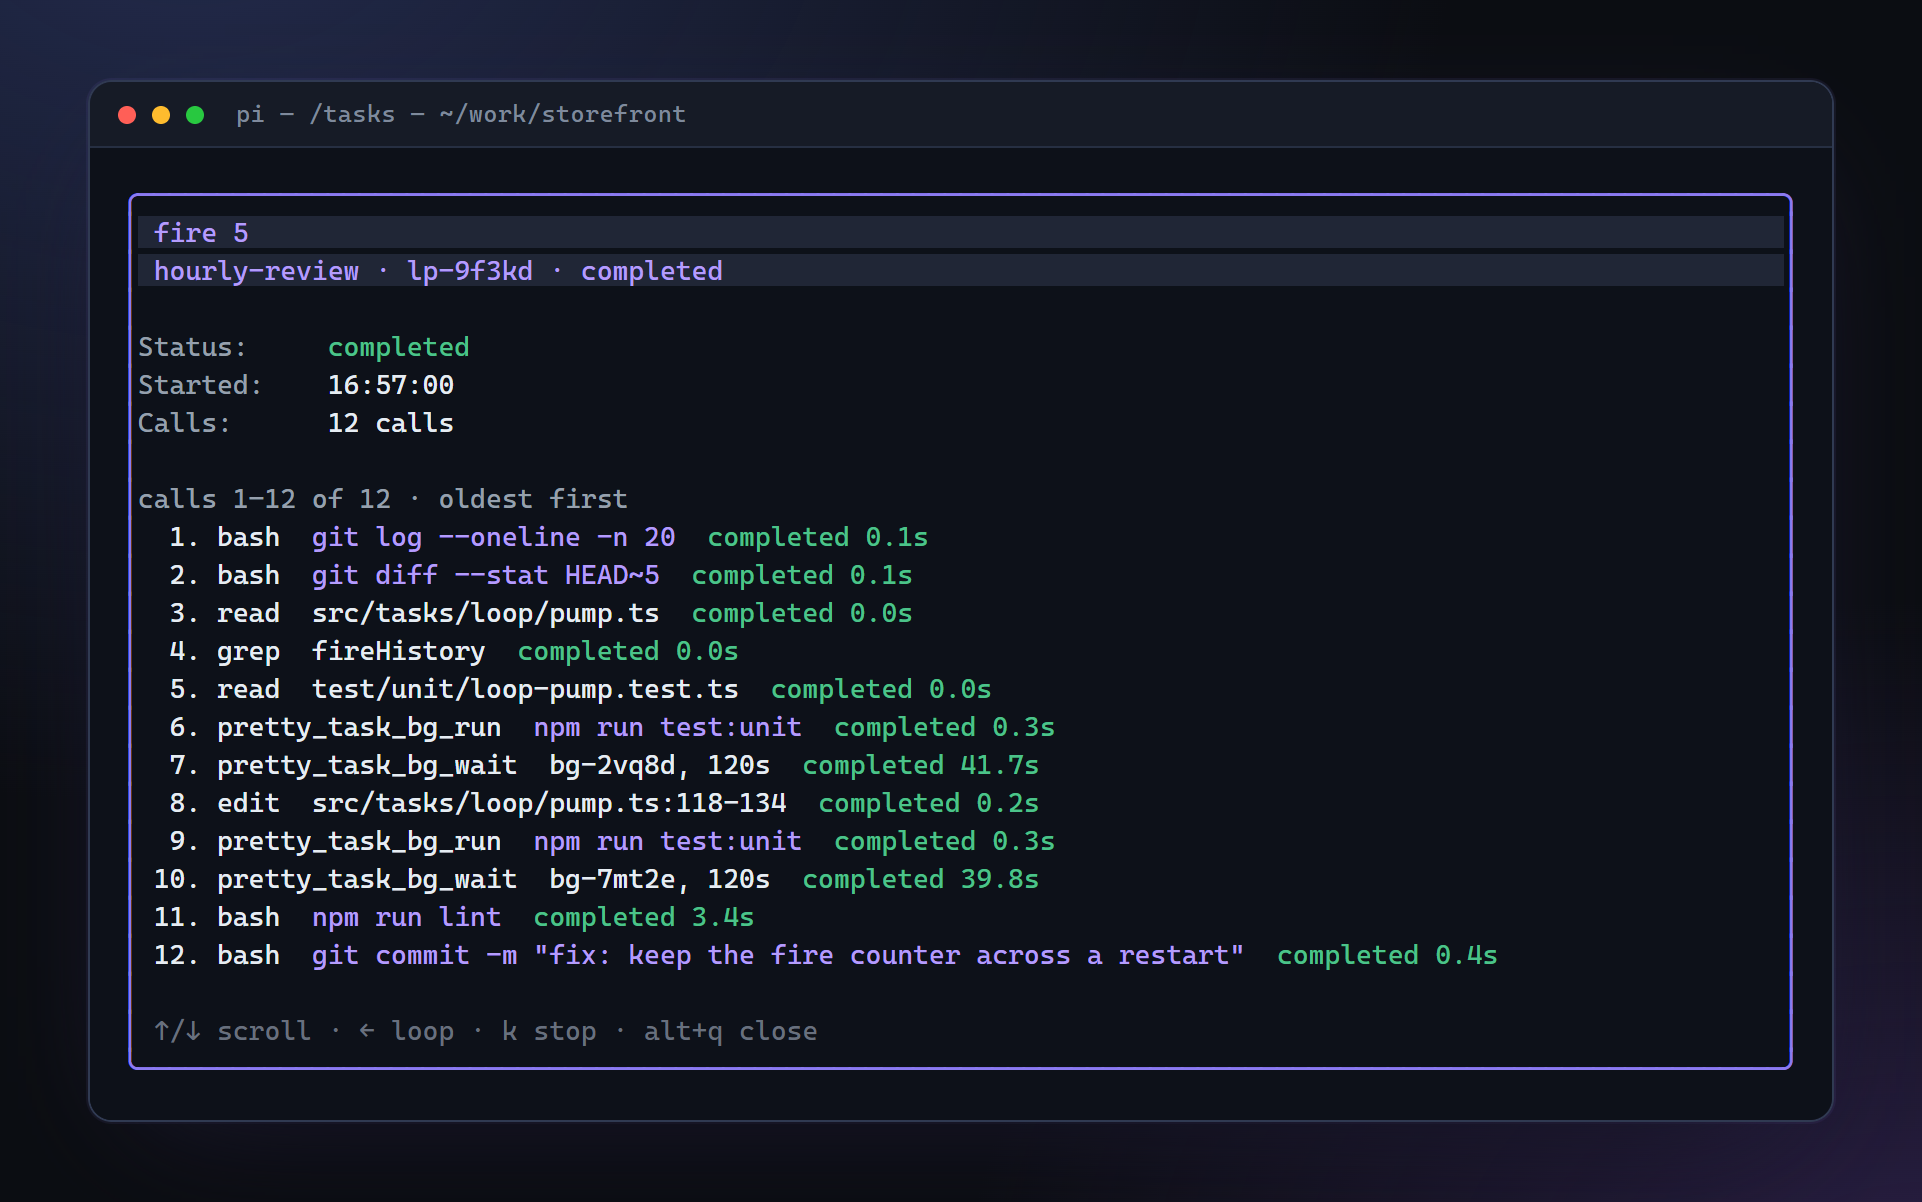 pi — /tasks — ~/work/storefront
fire 5
hourly-review · lp-9f3kd · completed
Status: completed
Started: 16:57:00
Calls: 12 calls
calls 1-12 of 12 · oldest first
1. bash git log --oneline -n 20 completed 0.1s
2. bash git diff --stat HEAD~5 completed 0.1s
3. read src/tasks/loop/pump.ts completed 0.0s
4. grep fireHistory completed 0.0s
5. read test/unit/loop-pump.test.ts completed 0.0s
6. pretty_task_bg_run npm run test:unit completed 0.3s
7. pretty_task_bg_wait bg-2vq8d, 120s completed 41.7s
8. edit src/tasks/loop/pump.ts:118-134 completed 0.2s
9. pretty_task_bg_run npm run test:unit completed 0.3s
10. pretty_task_bg_wait bg-7mt2e, 120s completed 39.8s
11. bash npm run lint completed 3.4s
12. bash git commit -m "fix: keep the fire counter across a restart" completed 0.4s
↑/↓ scroll · ← loop · k stop · alt+q close